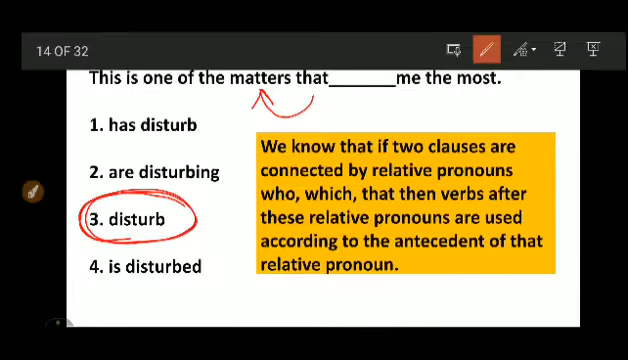 14 OF 32
This is one of the matters that_______me the most.
1. has disturb
2. are disturbing
3. disturb
4. is disturbed
We know that if two clauses are
connected by relative pronouns
who, which, that then verbs after
these relative pronouns are used
according to the antecedent of that
relative pronoun.